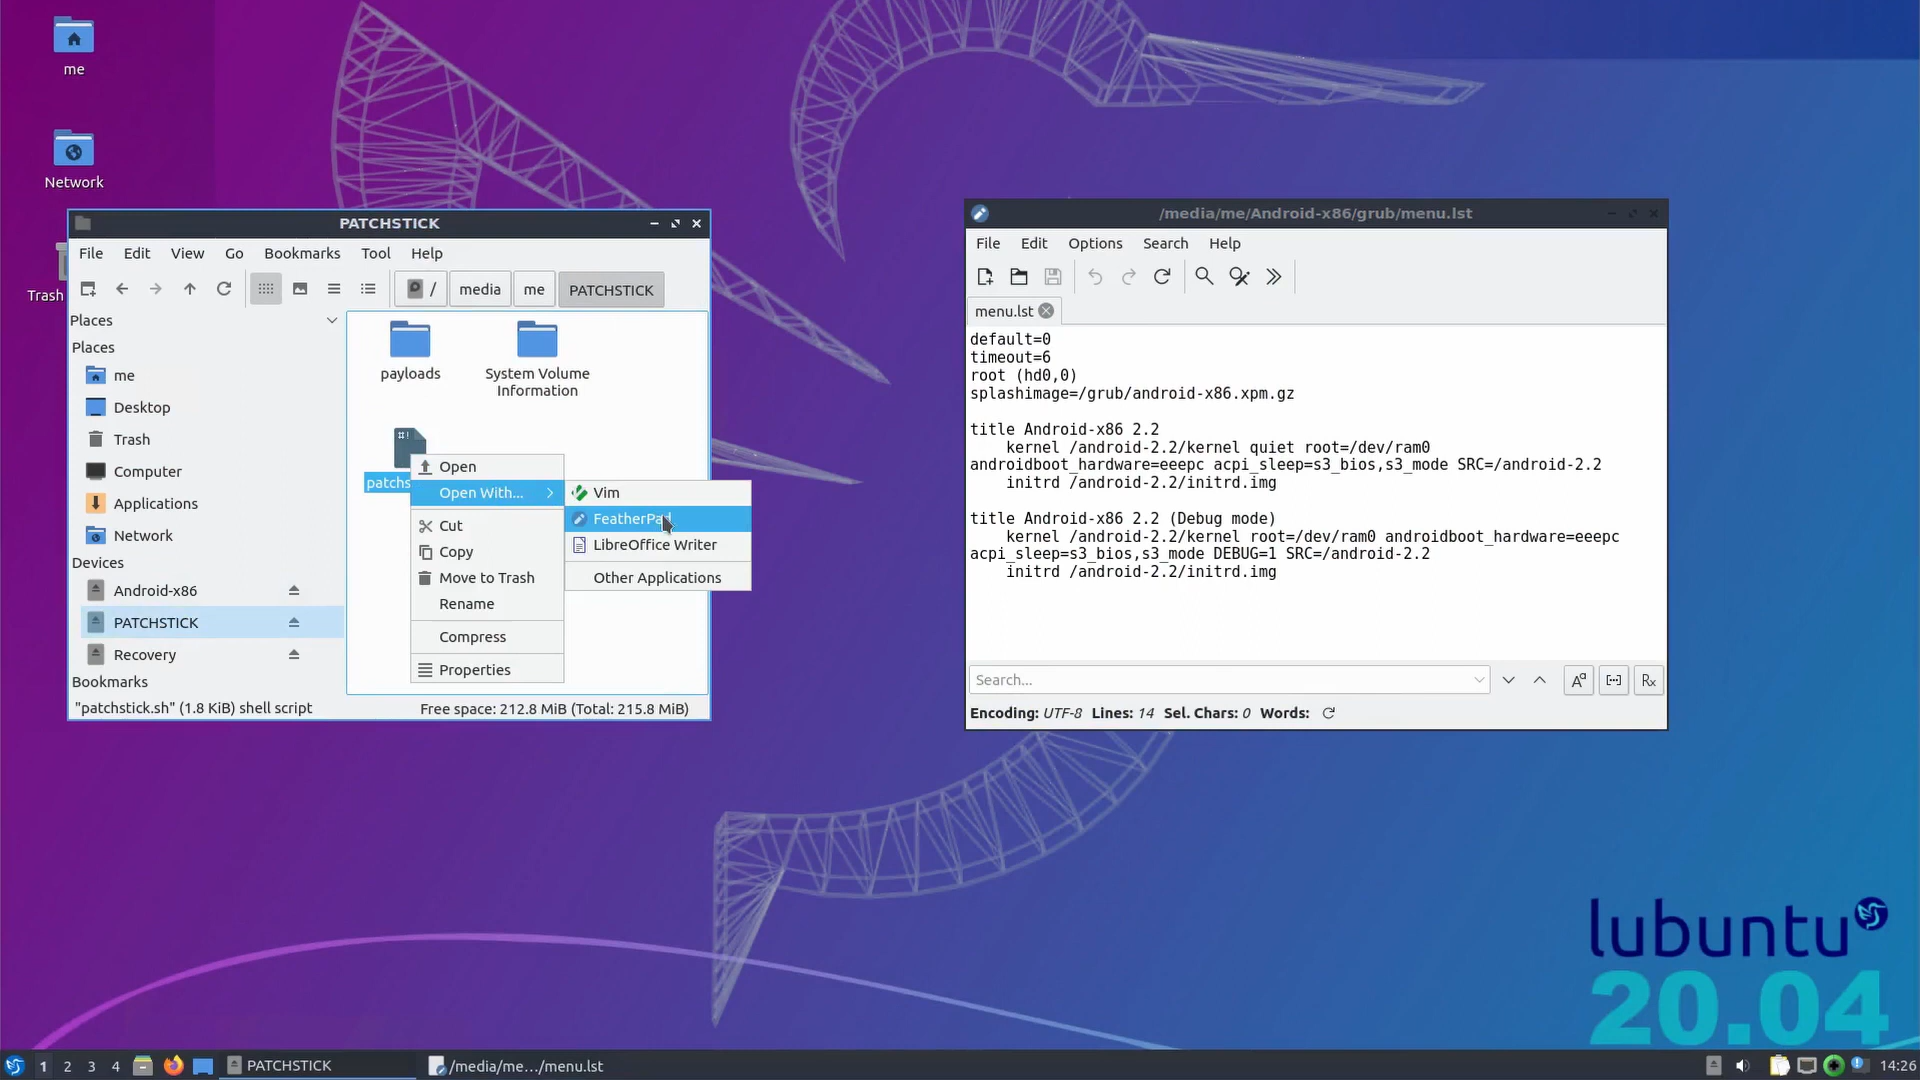 me
Network
Trash
PATCHSTICK
File Edit View Go Bookmarks Tool Help
/ media me PATCHSTICK
Places
Places
me
Desktop
Trash
Computer
Applications
Network
Devices
Android-x86
PATCHSTICK
Recovery
Bookmarks
payloads
System Volume
Information
patchs
Open
Open With...
Cut
Copy
Move to Trash
Rename
Compress
Properties
Vim
FeatherPad
LibreOffice Writer
Other Applications
"patchstick.sh" (1.8 KiB) shell script
Free space: 212.8 MiB (Total: 215.8 MiB)
/media/me/Android-x86/grub/menu.lst
File Edit Options Search Help
menu.lst
default=0
timeout=6
root (hd0,0)
splashimage=/grub/android-x86.xpm.gz
title Android-x86 2.2
kernel /android-2.2/kernel quiet root=/dev/ram0
androidboot_hardware=eeepc acpi_sleep=s3_bios,s3_mode SRC=/android-2.2
initrd /android-2.2/initrd.img
title Android-x86 2.2 (Debug mode)
kernel /android-2.2/kernel root=/dev/ram0 androidboot_hardware=eeepc
acpi_sleep=s3_bios,s3_mode DEBUG=1 SRC=/android-2.2
initrd /android-2.2/initrd.img
Search...
Encoding: UTF-8 Lines: 14 Sel. Chars: 0 Words:
lubuntu
20.04
1 2 3 4 PATCHSTICK /media/me.../menu.lst 14:26